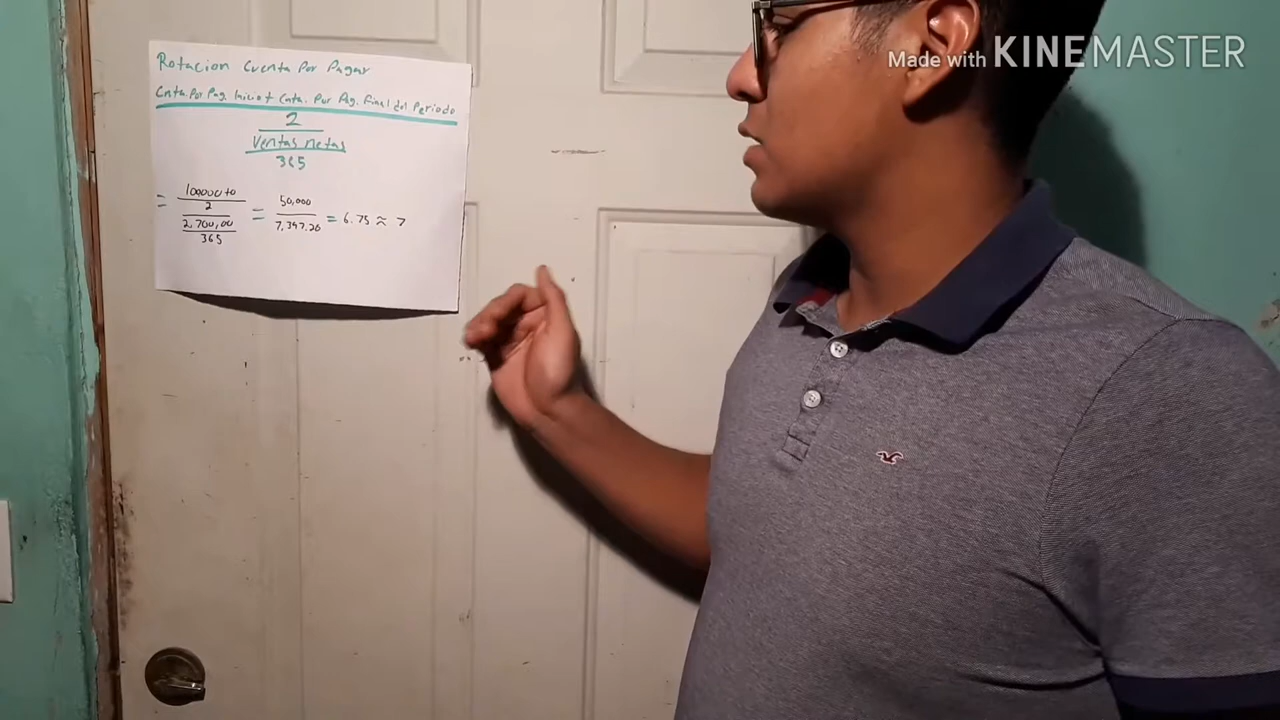 Made with KINEMASTER
Rotacion Cuenta Por Pagar
Cnta. Por Pag. Inicio + Cnta. Por Pag. Final del Periodo
2
Ventas netas
365
= 100000 + 0
2
2,700,00
365
= 50,000
7,397.26
= 6.75 ≈ 7